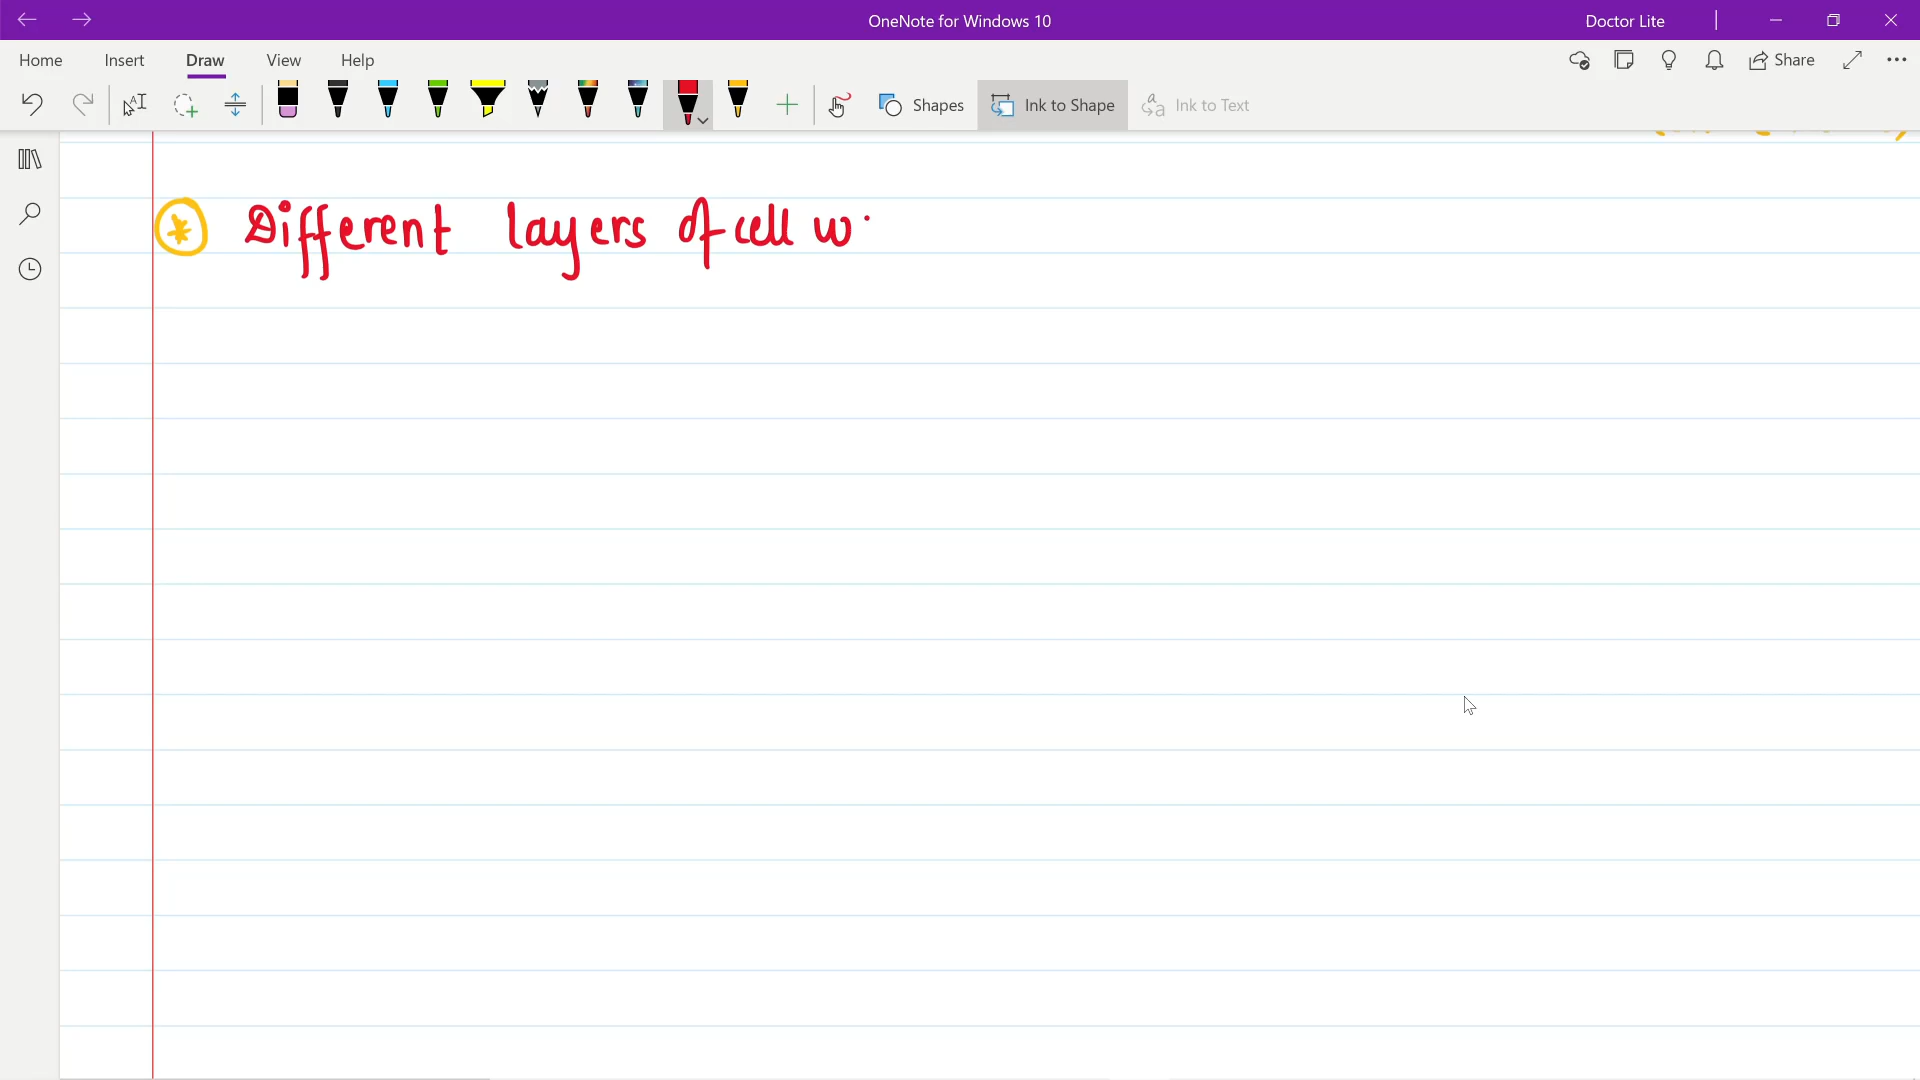 OneNote for Windows 10
Doctor Lite
Home Insert Draw View Help
Share
Shapes Ink to Shape Ink to Text
* Different layers of cell w